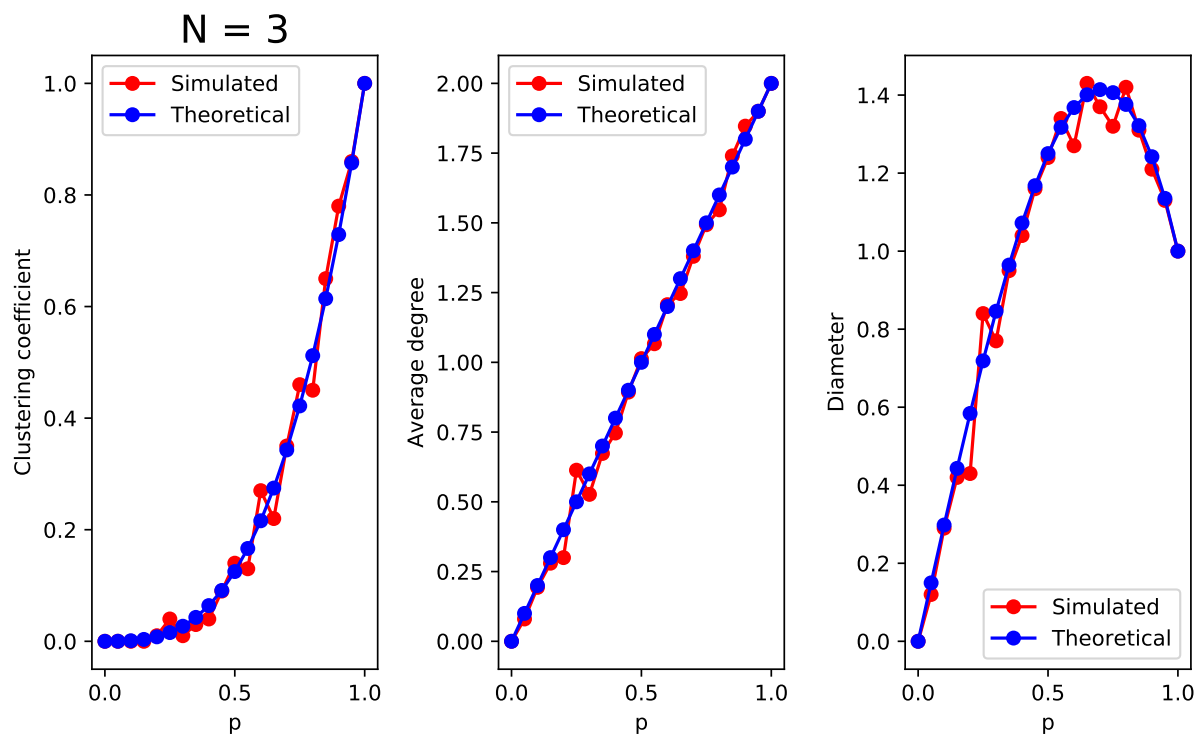 N = 3
Clustering coefficient
1.0
0.8
0.6
0.4
0.2
0.0
Simulated
Theoretical
0.0 0.5 1.0
p
Average degree
2.00
1.75
1.50
1.25
1.00
0.75
0.50
0.25
0.00
Simulated
Theoretical
0.0 0.5 1.0
p
Diameter
1.4
1.2
1.0
0.8
0.6
0.4
0.2
0.0
Simulated
Theoretical
0.0 0.5 1.0
p